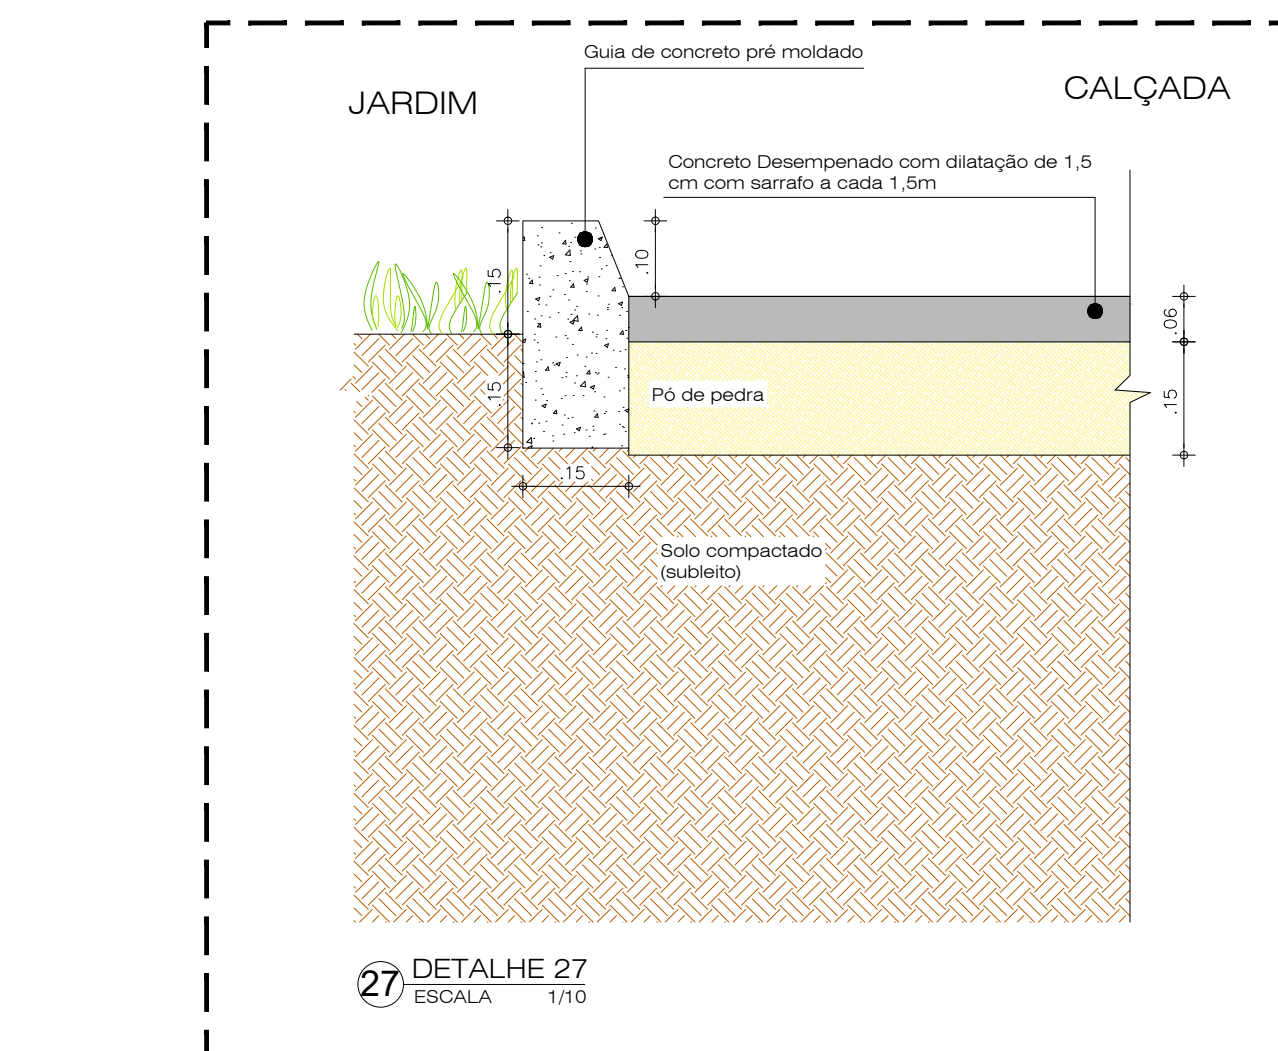 Guia de concreto pré moldado
JARDIM
CALÇADA
Concreto Desempenado com dilatação de 1,5
cm com sarrafo a cada 1,5m
.15
.10
.06
.15
.15
Pó de pedra
.15
Solo compactado
(subleito)
27
DETALHE 27
ESCALA 1/10